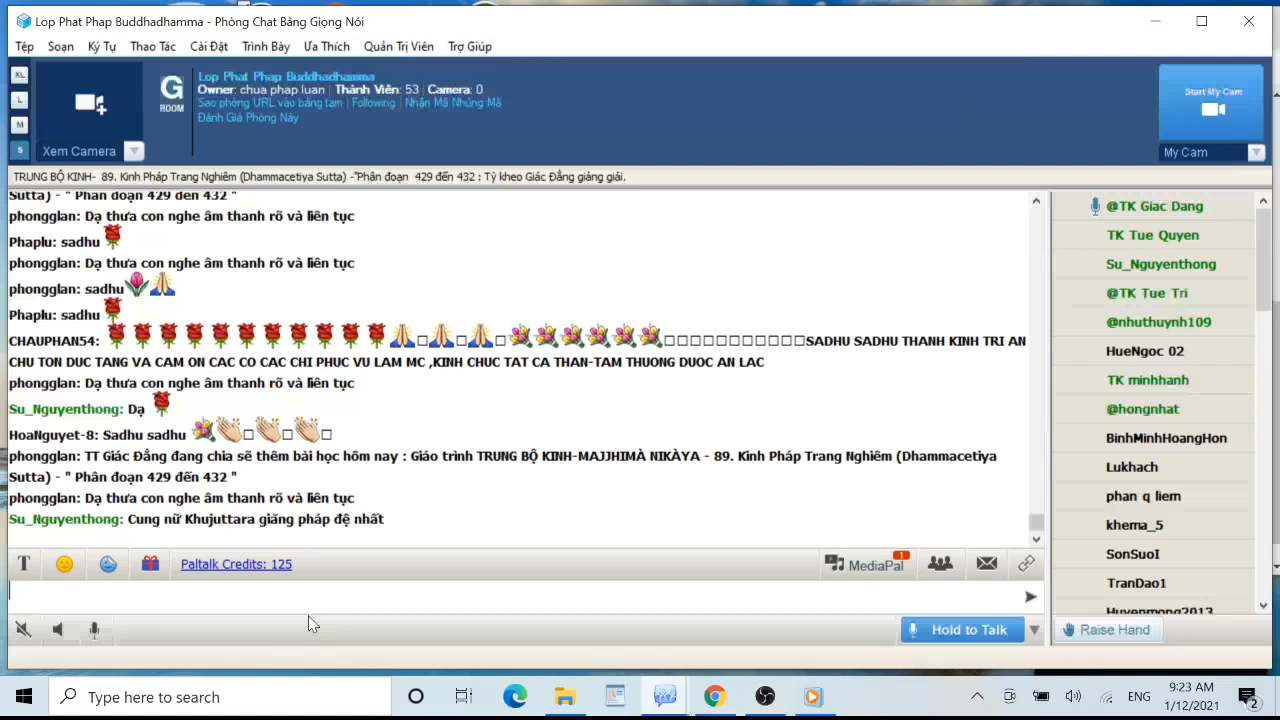 Lop Phat Phap Buddhadhamma - Phòng Chat Bằng Giọng Nói
Tệp Soạn Ký Tự Thao Tác Cài Đặt Trình Bày Ưa Thích Quản Trị Viên Trợ Giúp
XL
L
M
S
Xem Camera
G
ROOM
Lop Phat Phap Buddhadhamma
Owner: chua phap luan | Thành Viên: 53 | Camera: 0
Sao phòng URL vào bảng tạm | Following | Nhận Mã Nhúng Mã
Đánh Giá Phòng Này
Start My Cam
My Cam
TRUNG BỘ KINH- 89. Kinh Pháp Trang Nghiêm (Dhammacetiya Sutta) -"Phân đoạn 429 đến 432 : Tỳ kheo Giác Đẳng giảng giải.
Sutta) - " Phân đoạn 429 đến 432 "
phongglan: Dạ thưa con nghe âm thanh rõ và liên tục
Phaplu: sadhu
phongglan: Dạ thưa con nghe âm thanh rõ và liên tục
phongglan: sadhu
Phaplu: sadhu
CHAUPHAN54: SADHU SADHU THANH KINH TRI AN
CHU TON DUC TANG VA CAM ON CAC CO CAC CHI PHUC VU LAM MC ,KINH CHUC TAT CA THAN-TAM THUONG DUOC AN LAC
phongglan: Dạ thưa con nghe âm thanh rõ và liên tục
Su_Nguyenthong: Dạ
HoaNguyet-8: Sadhu sadhu
phongglan: TT Giác Đẳng đang chia sẽ thêm bài học hôm nay : Giáo trình TRUNG BỘ KINH-MAJJHIMÀ NIKÀYA - 89. Kinh Pháp Trang Nghiêm (Dhammacetiya
Sutta) - " Phân đoạn 429 đến 432 "
phongglan: Dạ thưa con nghe âm thanh rõ và liên tục
Su_Nguyenthong: Cung nữ Khujuttara giảng pháp đệ nhất
@TK Giac Dang
TK Tue Quyen
Su_Nguyenthong
@TK Tue Tri
@nhuthuynh109
HueNgoc 02
TK minhhanh
@hongnhat
BinhMinhHoangHon
Lukhach
phan q liem
khema_5
SonSuoI
TranDao1
Huyenmong2013
T Paltalk Credits: 125 MediaPal 1
Hold to Talk
Raise Hand
Type here to search
ENG
9:23 AM
1/12/2021
2